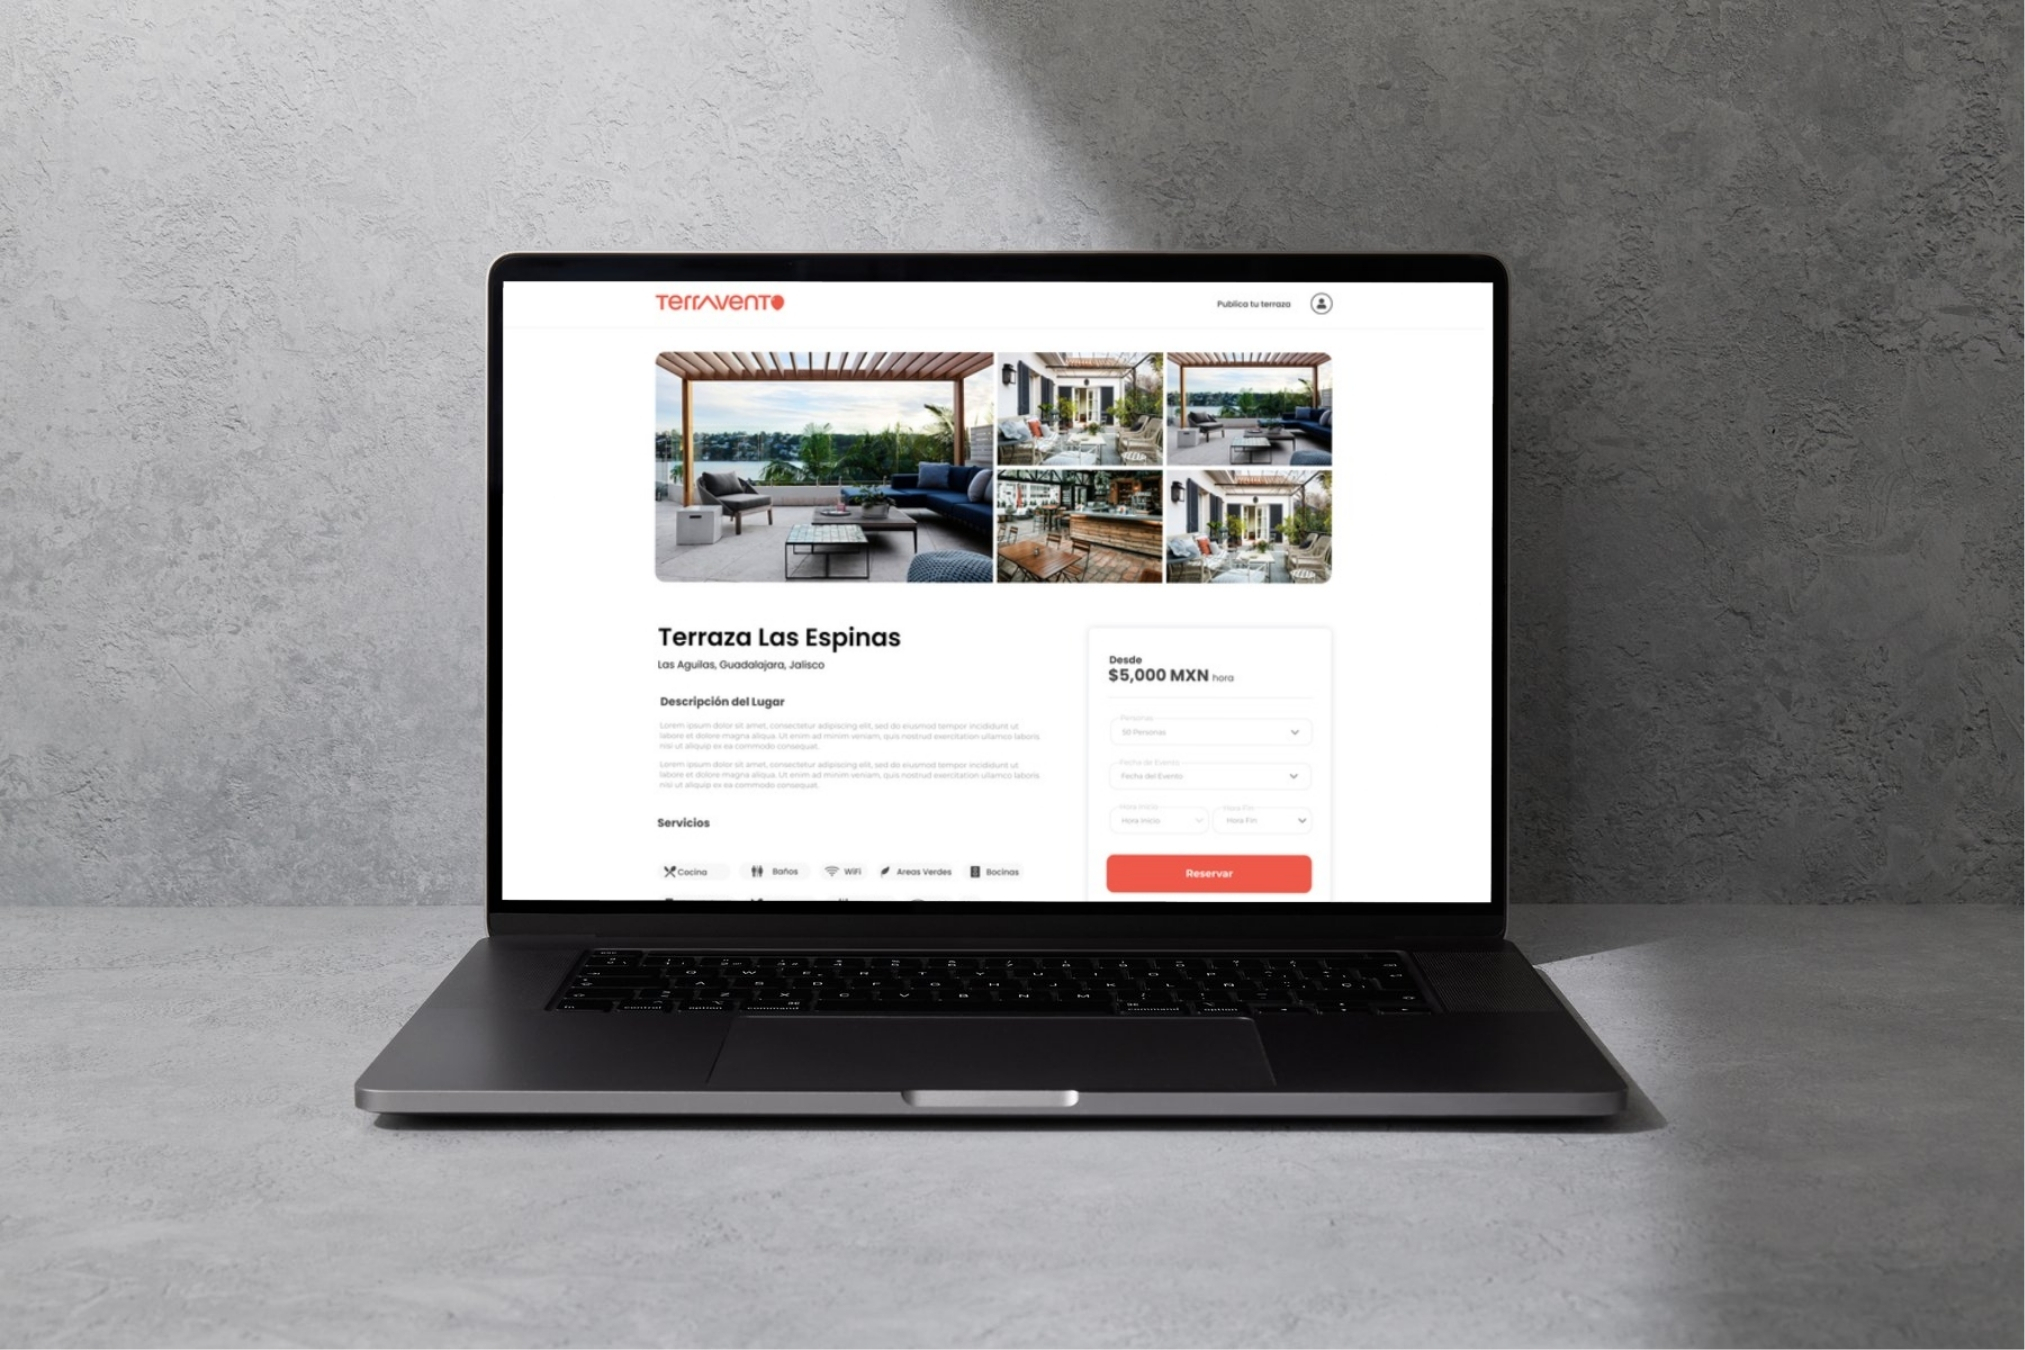 Terravento
Publica tu terraza
Terraza Las Espinas
Las Aguilas, Guadalajara, Jalisco
Descripción del Lugar
Lorem ipsum dolor sit amet, consectetur adipiscing elit, sed do eiusmod tempor incididunt ut
labore et dolore magna aliqua. Ut enim ad minim veniam, quis nostrud exercitation ullamco laboris
nisi ut aliquip ex ea commodo consequat.
Lorem ipsum dolor sit amet, consectetur adipiscing elit, sed do eiusmod tempor incididunt ut
labore et dolore magna aliqua. Ut enim ad minim veniam, quis nostrud exercitation ullamco laboris
nisi ut aliquip ex ea commodo consequat.
Servicios
Cocina Baños WiFi Areas Verdes Bocinas
Desde
$5,000 MXN hora
Personas
50 Personas
Fecha de Evento
Fecha del Evento
Hora Inicio Hora Fin
Hora Inicio Hora Fin
Reservar
Q W E R T Y U I O P
A S D F G H J K L Ñ
Z X C V B N M
control option command command option